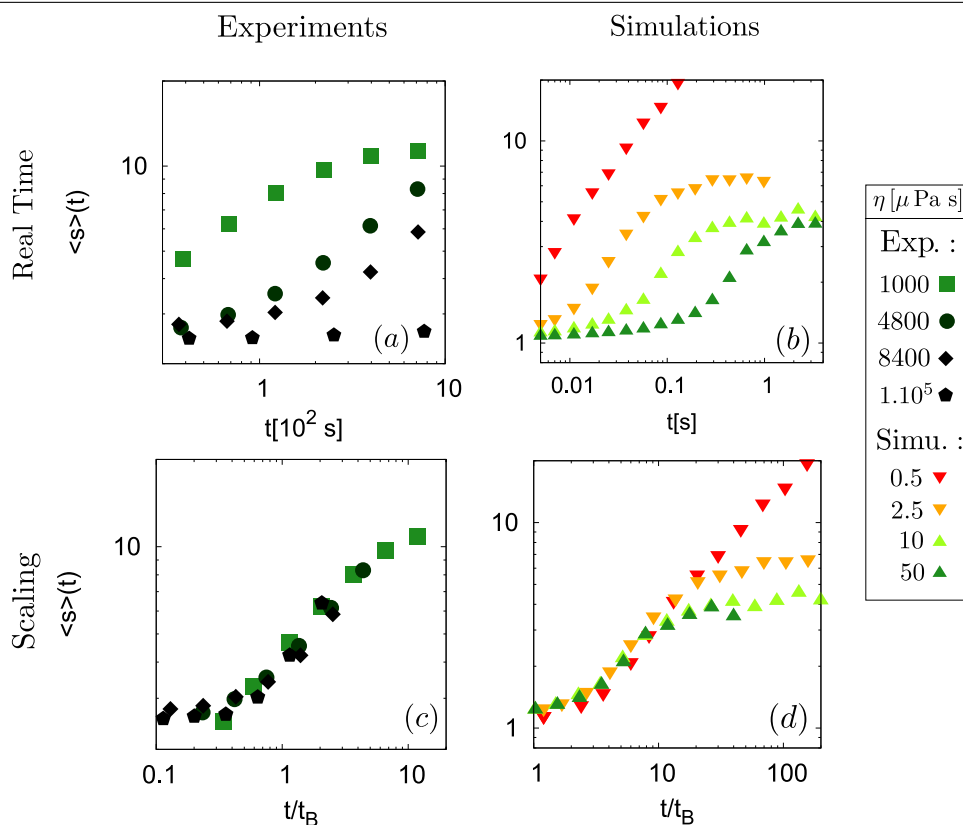 Experiments
Simulations
Real Time
<s>(t)
10
(a)
1
10
t[10² s]
10
1
(b)
0.01
0.1
1
t[s]
η [μ Pa s]
Exp. :
1000
4800
8400
1.10⁵
Simu. :
0.5
2.5
10
50
Scaling
<s>(t)
10
(c)
0.1
1
10
t/t_B
10
1
(d)
1
10
100
t/t_B